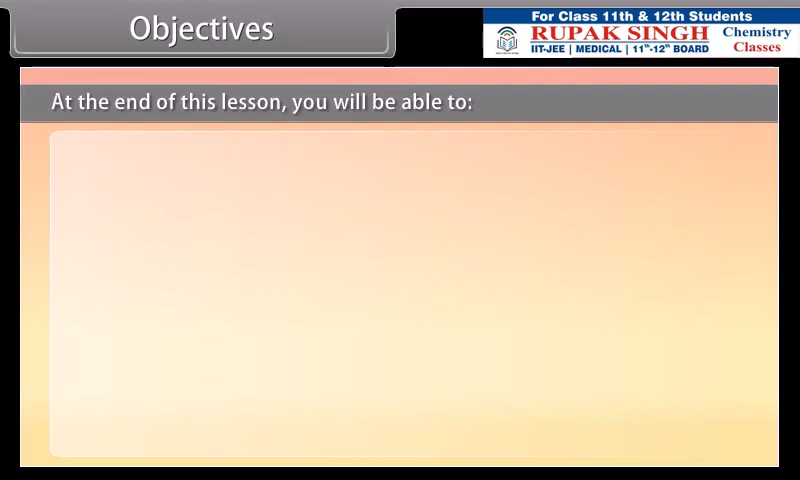 Objectives
For Class 11th & 12th Students
RUPAK SINGH
IIT-JEE | MEDICAL | 11th-12th BOARD
Chemistry
Classes
At the end of this lesson, you will be able to: